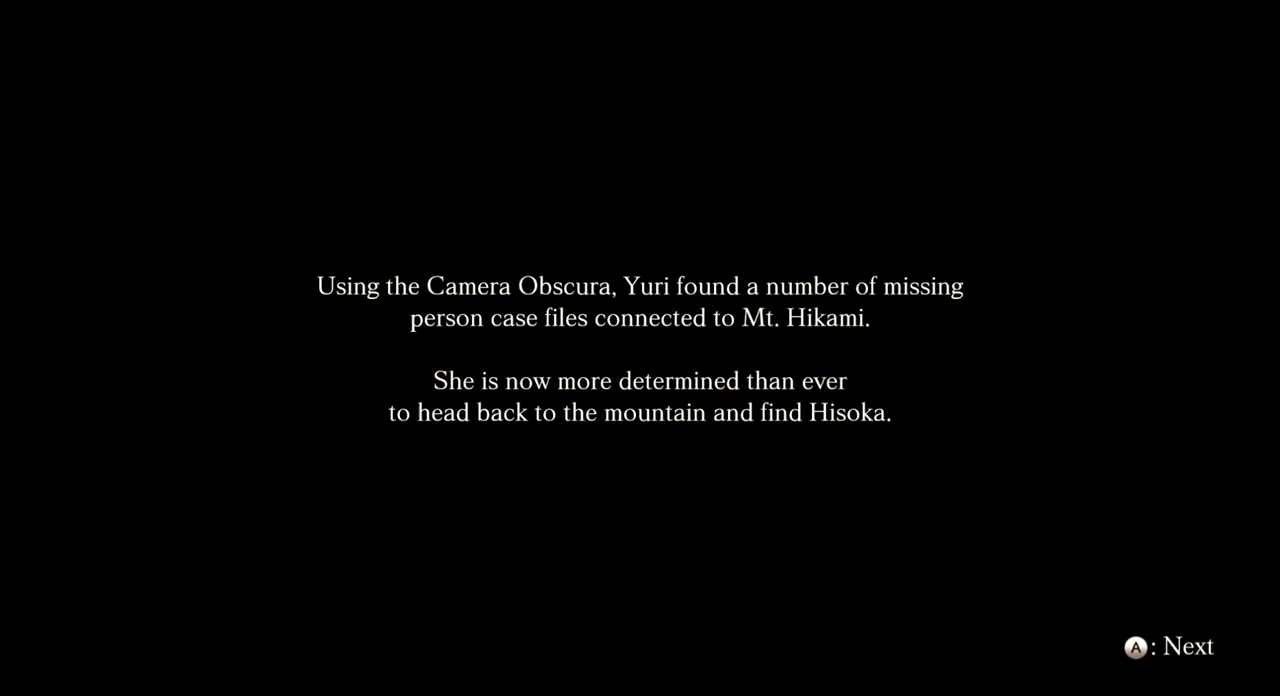 Using the Camera Obscura, Yuri found a number of missing
person case files connected to Mt. Hikami.
She is now more determined than ever
to head back to the mountain and find Hisoka.
A: Next